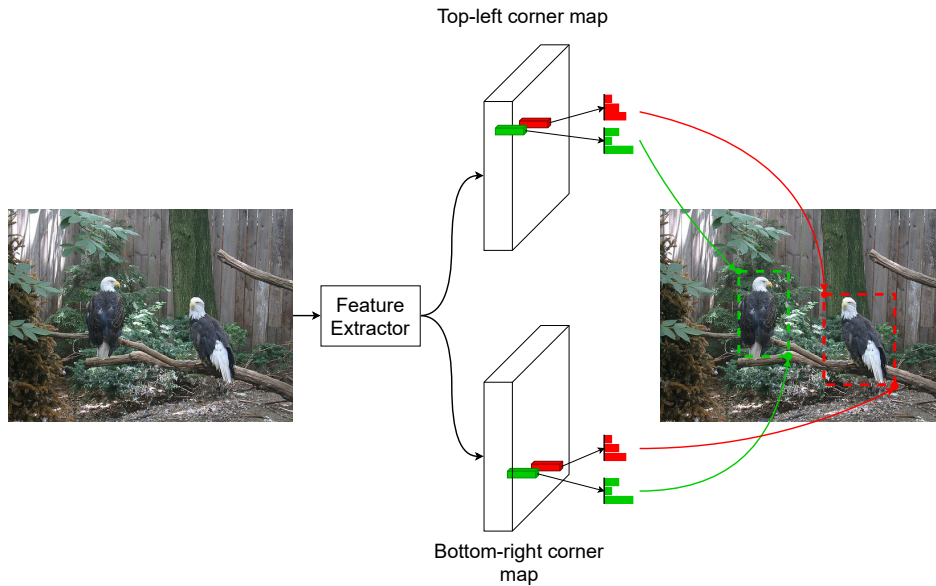 Top-left corner map
Feature
Extractor
Bottom-right corner
map